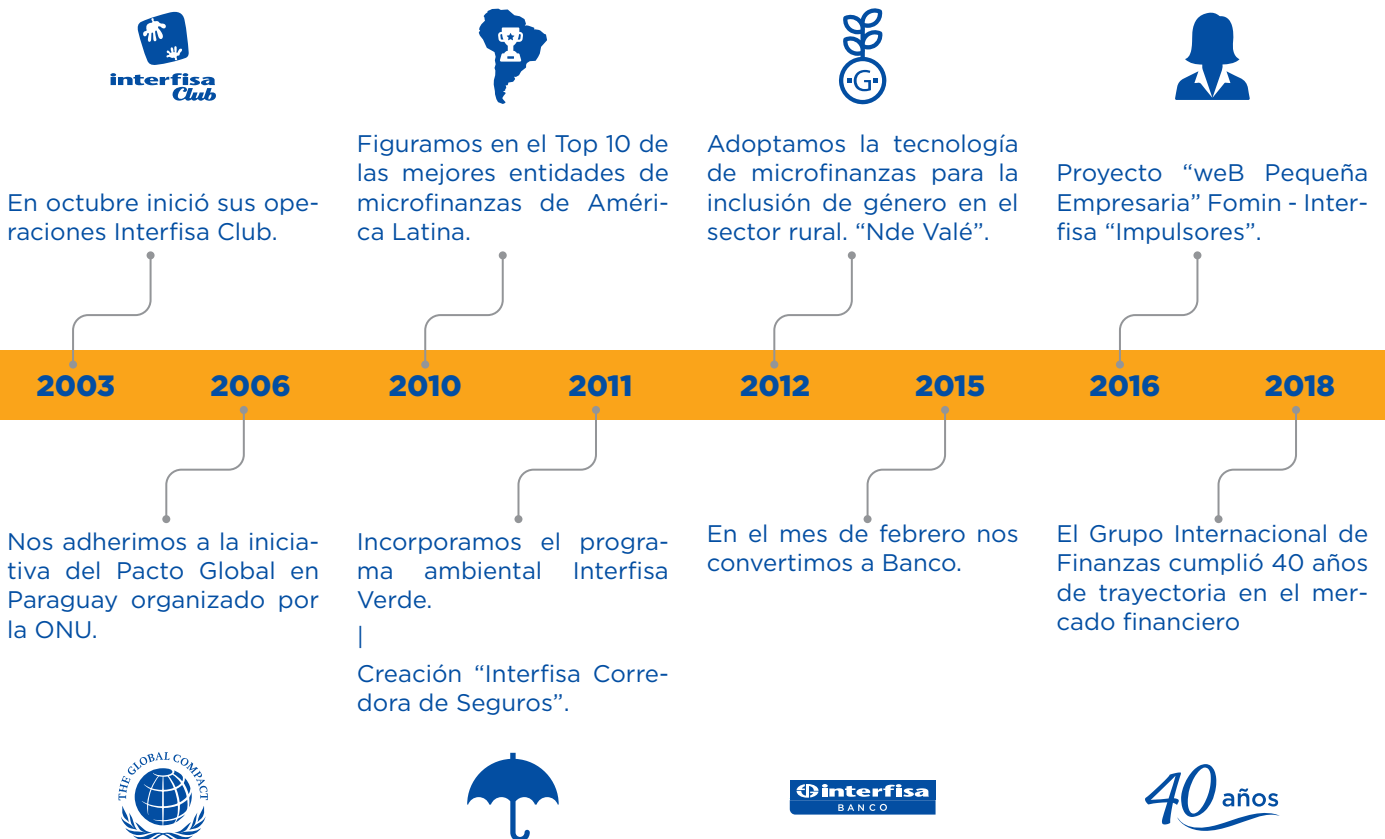 interfisa
Club
En octubre inició sus ope-
raciones Interfisa Club.
Figuramos en el Top 10 de
las mejores entidades de
microfinanzas de Améri-
ca Latina.
·G·
Adoptamos la tecnología
de microfinanzas para la
inclusión de género en el
sector rural. “Nde Valé”.
Proyecto “weB Pequeña
Empresaria” Fomin - Inter-
fisa “Impulsores”.
2003 2006 2010 2011 2012 2015 2016 2018
Nos adherimos a la inicia-
tiva del Pacto Global en
Paraguay organizado por
la ONU.
THE GLOBAL COMPACT
Incorporamos el progra-
ma ambiental Interfisa
Verde.
|
Creación “Interfisa Corre-
dora de Seguros”.
En el mes de febrero nos
convertimos a Banco.
interfisa
BANCO
El Grupo Internacional de
Finanzas cumplió 40 años
de trayectoria en el mer-
cado financiero
40 años